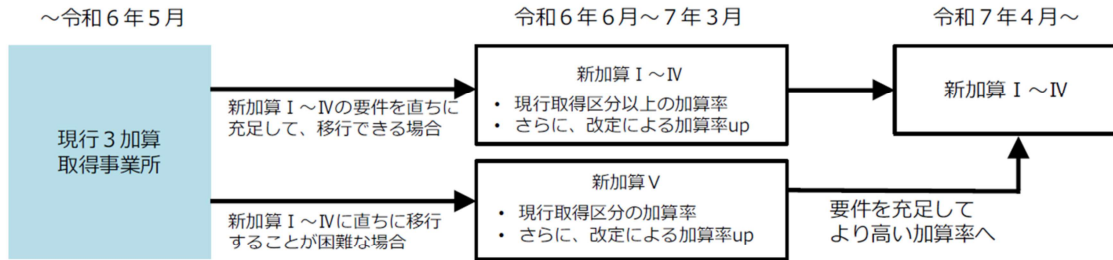 ～令和６年５月
令和６年６月～７年３月
令和７年４月～
現行３加算
取得事業所
新加算Ⅰ～Ⅳの要件を直ちに
充足して、移行できる場合
新加算Ⅰ～Ⅳに直ちに移行
することが困難な場合
新加算Ⅰ～Ⅳ
・ 現行取得区分以上の加算率
・ さらに、改定による加算率up
新加算Ⅴ
・ 現行取得区分の加算率
・ さらに、改定による加算率up
新加算Ⅰ～Ⅳ
要件を充足して
より高い加算率へ